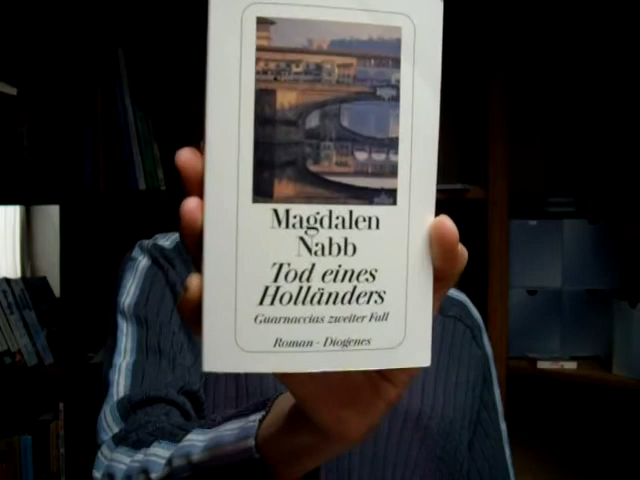 Magdalen
Nabb
Tod eines
Holländers
Guarnaccias zweiter Fall
Roman · Diogenes